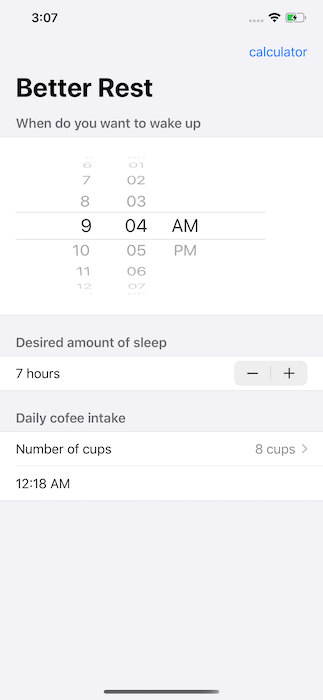 3:07
calculator
Better Rest
When do you want to wake up
6 01
7 02
8 03
9 04 AM
10 05 PM
11 06
12 07
Desired amount of sleep
7 hours − +
Daily cofee intake
Number of cups 8 cups
12:18 AM